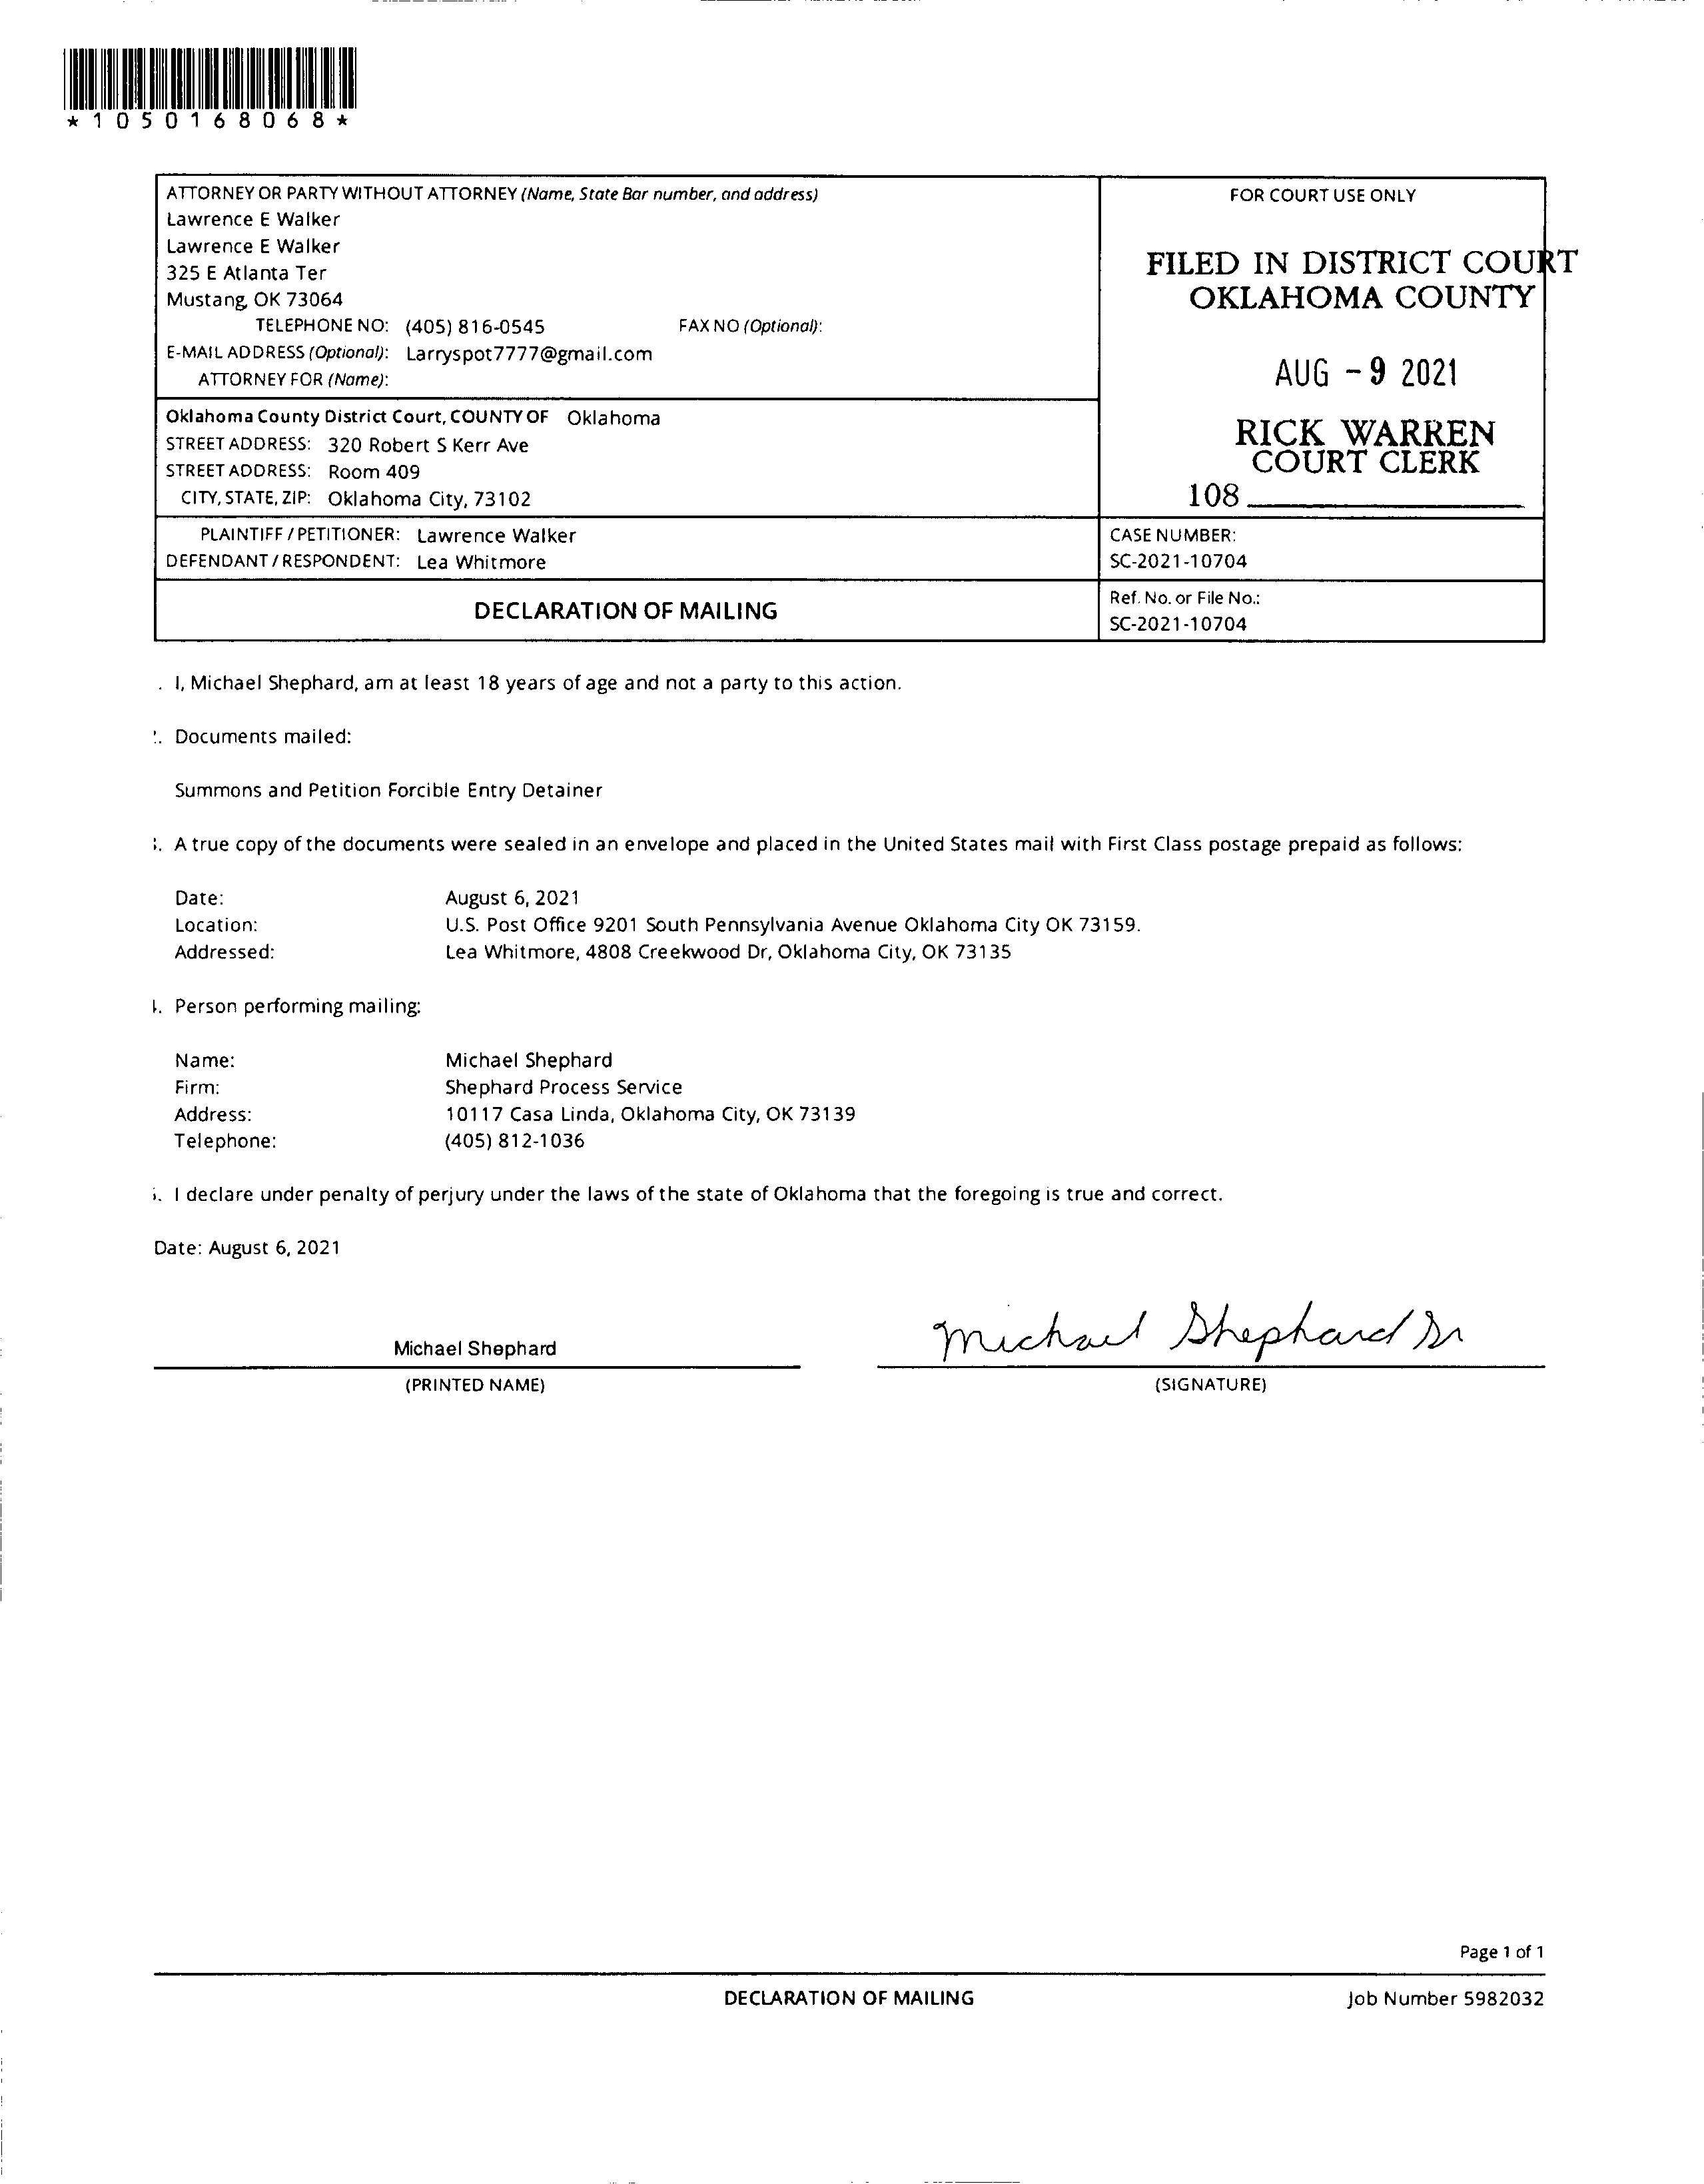 *1050168068*
ATTORNEY OR PARTY WITHOUT ATTORNEY (Name, State Bar number, and address)
Lawrence E Walker
Lawrence E Walker
325 E Atlanta Ter
Mustang, OK 73064
TELEPHONE NO: (405) 816-0545 FAX NO (Optional):
E-MAIL ADDRESS (Optional): Larryspot7777@gmail.com
ATTORNEY FOR (Name):
FOR COURT USE ONLY
FILED IN DISTRICT COURT
OKLAHOMA COUNTY
AUG - 9 2021
RICK WARREN
COURT CLERK
108
Oklahoma County District Court, COUNTY OF Oklahoma
STREET ADDRESS: 320 Robert S Kerr Ave
STREET ADDRESS: Room 409
CITY, STATE, ZIP: Oklahoma City, 73102
PLAINTIFF / PETITIONER: Lawrence Walker
DEFENDANT / RESPONDENT: Lea Whitmore
CASE NUMBER:
SC-2021-10704
DECLARATION OF MAILING
Ref. No. or File No.:
SC-2021-10704
. I, Michael Shephard, am at least 18 years of age and not a party to this action.
. Documents mailed:
Summons and Petition Forcible Entry Detainer
. A true copy of the documents were sealed in an envelope and placed in the United States mail with First Class postage prepaid as follows:
Date: August 6, 2021
Location: U.S. Post Office 9201 South Pennsylvania Avenue Oklahoma City OK 73159.
Addressed: Lea Whitmore, 4808 Creekwood Dr, Oklahoma City, OK 73135
. Person performing mailing:
Name: Michael Shephard
Firm: Shephard Process Service
Address: 10117 Casa Linda, Oklahoma City, OK 73139
Telephone: (405) 812-1036
. I declare under penalty of perjury under the laws of the state of Oklahoma that the foregoing is true and correct.
Date: August 6, 2021
Michael Shephard
(PRINTED NAME)
Michael Shephard Sr
(SIGNATURE)
Page 1 of 1
DECLARATION OF MAILING
Job Number 5982032